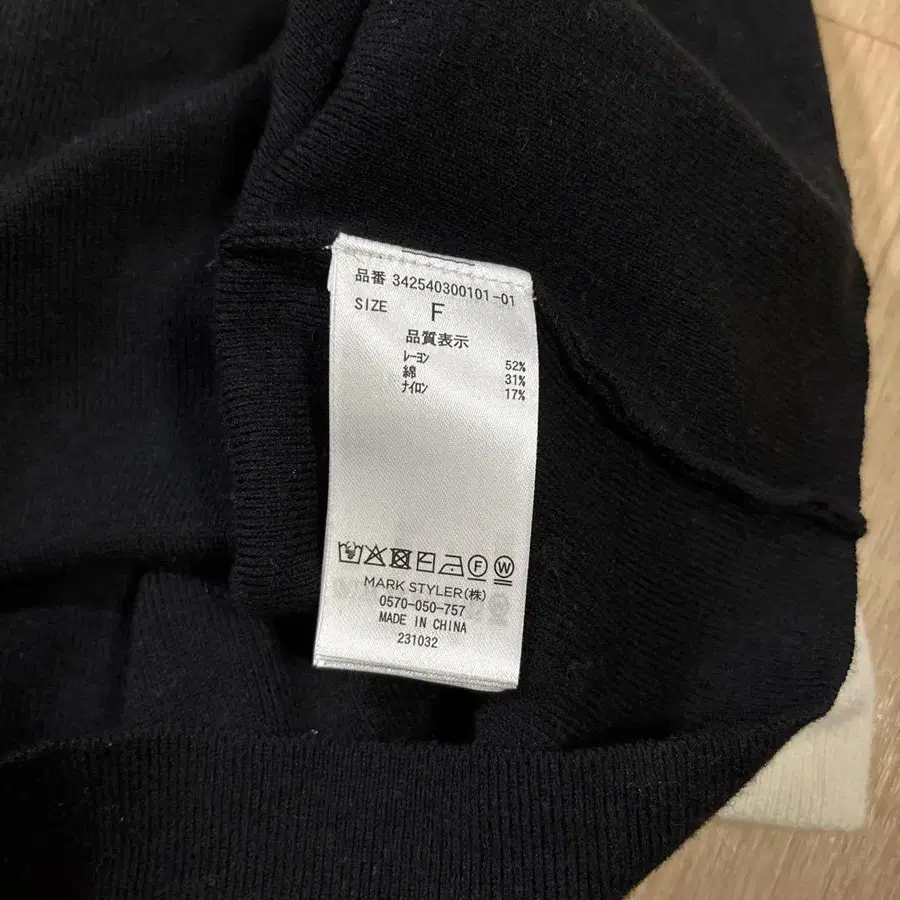 品番 342540300101-01
SIZE F
品質表示
レーヨン 52%
綿 31%
ナイロン 17%
F W
MARK STYLER(株)
0570-050-757
MADE IN CHINA
231032